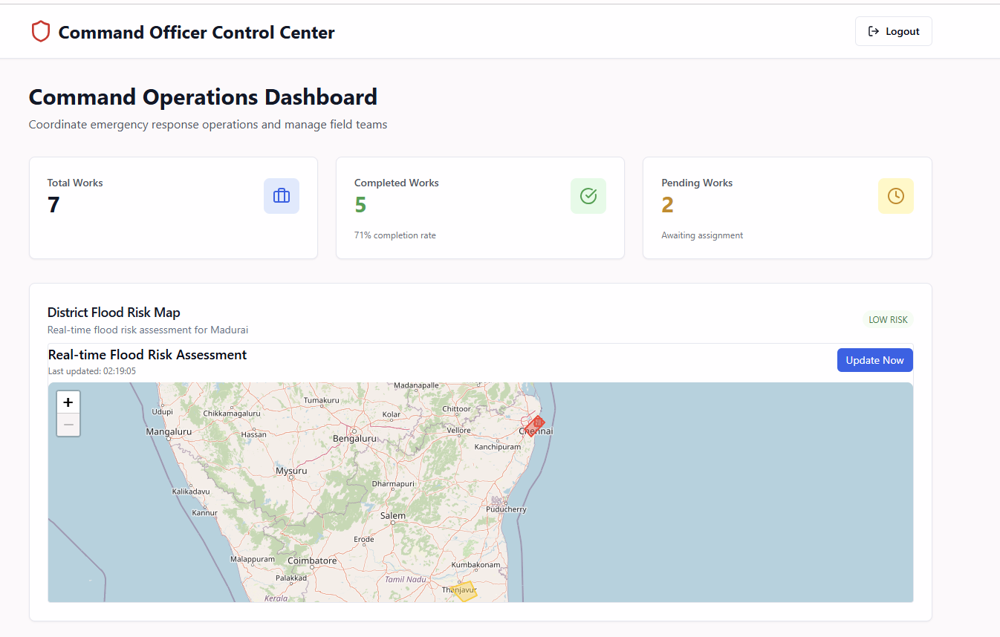 Command Officer Control Center
Logout
Command Operations Dashboard
Coordinate emergency response operations and manage field teams
Total Works
7
Completed Works
5
71% completion rate
Pending Works
2
Awaiting assignment
District Flood Risk Map
Real-time flood risk assessment for Madurai
LOW RISK
Real-time Flood Risk Assessment
Last updated: 02:19:05
Update Now
+
−
Madanapalle
Tumakuru
Udupi
Chikkamagaluru
Kolar
Chittoor
Mangaluru
Hassan
Bengaluru
Vellore
Chennai
Kanchipuram
Mysuru
Dharmapuri
Kalikadavu
Kannur
Salem
Puducherry
Erode
Malappuram
Coimbatore
Kumbakonam
Palakkad
Tamil Nadu
Thanjavur
Kerala